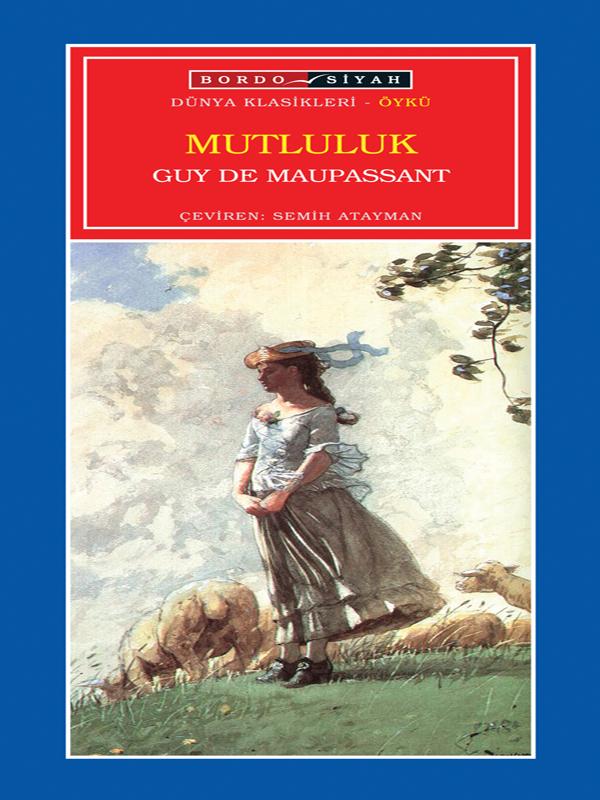 BORDO SİYAH
DÜNYA KLASİKLERİ - ÖYKÜ
MUTLULUK
GUY DE MAUPASSANT
ÇEVİREN: SEMİH ATAYMAN